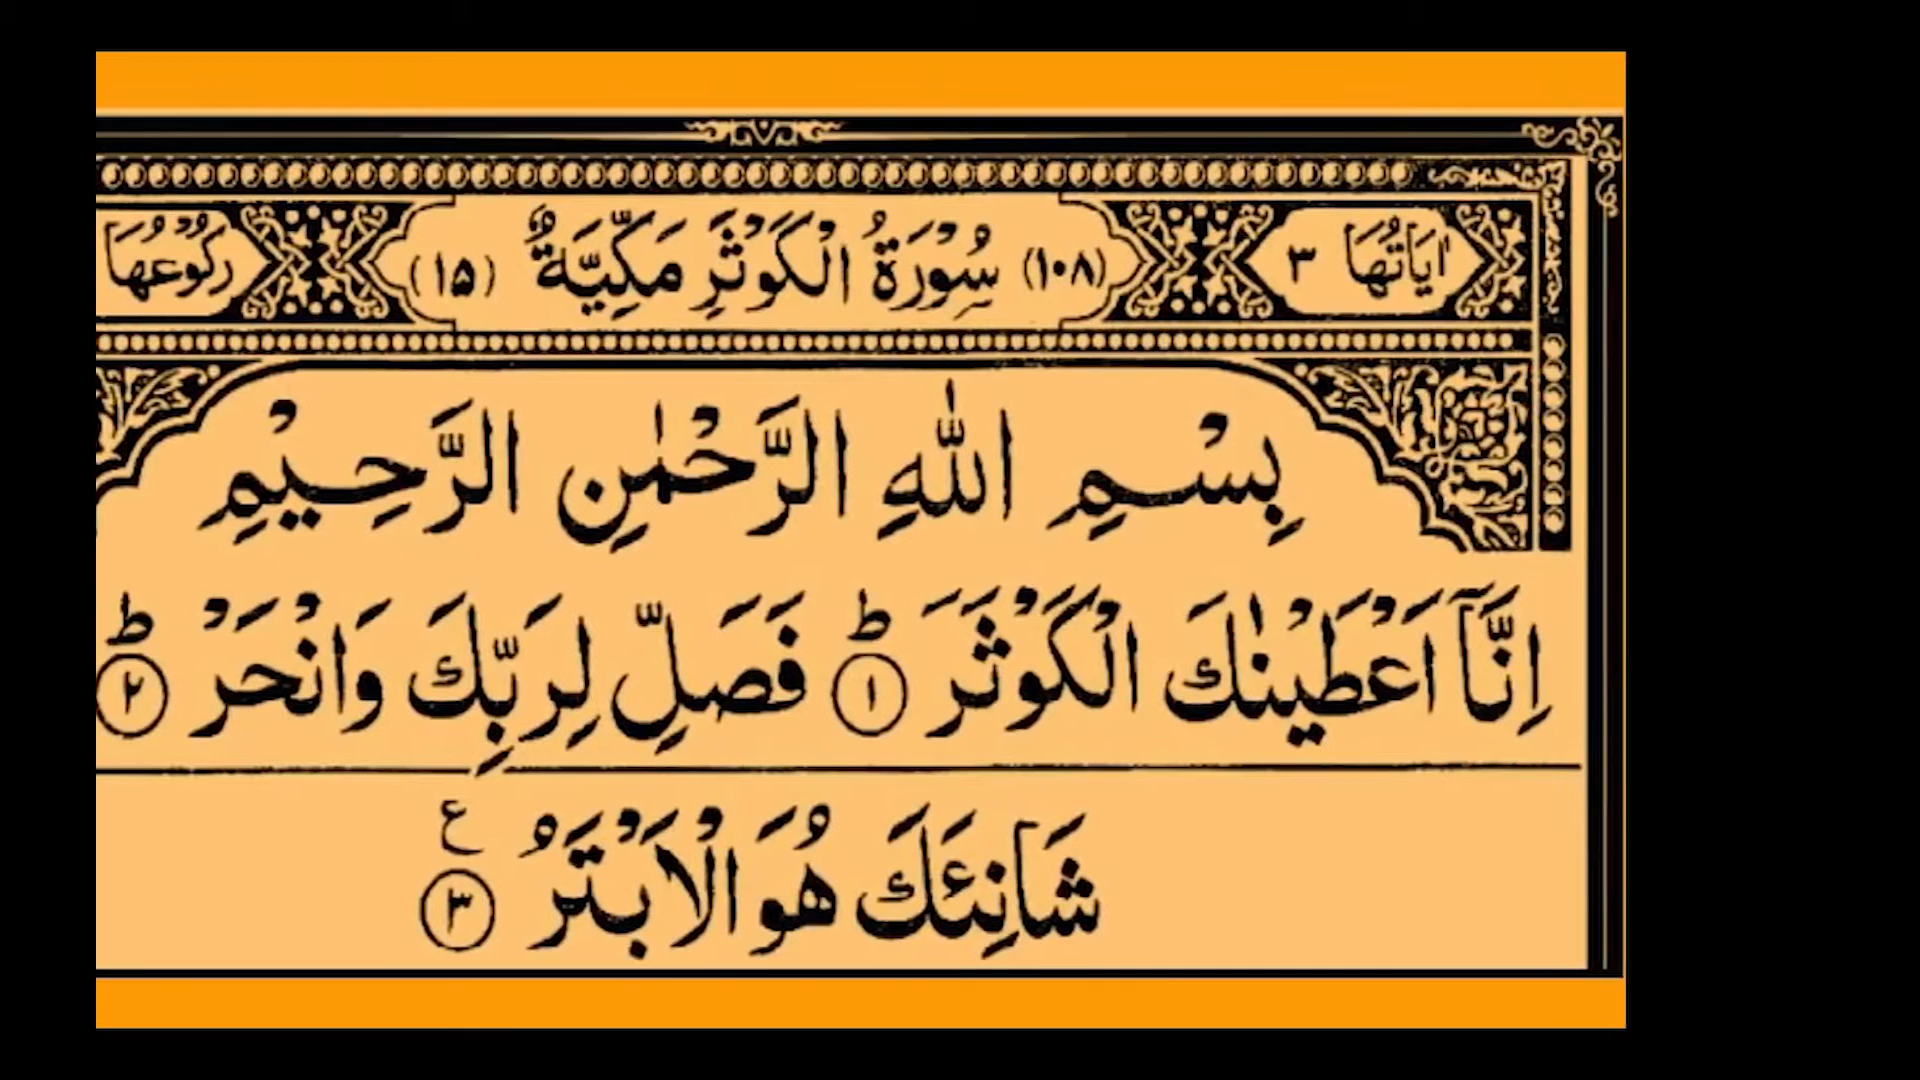 اٰيَاتُهَا ٣ (١٠٨) سُوْرَةُ الْكَوْثَرِ مَكِّيَّةٌ (١٥) رُكُوْعُهَا
بِسْمِ اللّٰهِ الرَّحْمٰنِ الرَّحِيْمِ
اِنَّآ اَعْطَيْنٰكَ الْكَوْثَرَ ؕ ١ فَصَلِّ لِرَبِّكَ وَانْحَرْ ؕ ٢
شَانِئَكَ هُوَ الْاَبْتَرُ ع ٣